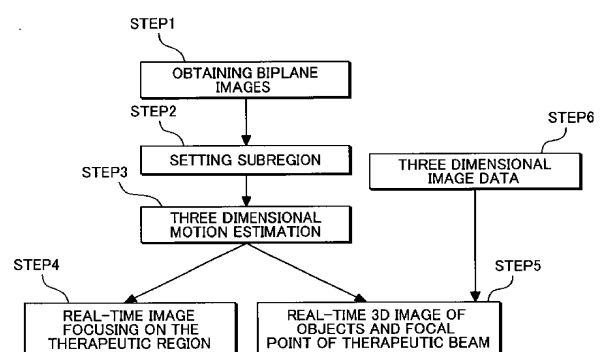 STEP1
OBTAINING BIPLANE
IMAGES
STEP2
SETTING SUBREGION
STEP6
THREE DIMENSIONAL
IMAGE DATA
STEP3
THREE DIMENSIONAL
MOTION ESTIMATION
STEP4
REAL-TIME IMAGE
FOCUSING ON THE
THERAPEUTIC REGION
STEP5
REAL-TIME 3D IMAGE OF
OBJECTS AND FOCAL
POINT OF THERAPEUTIC BEAM